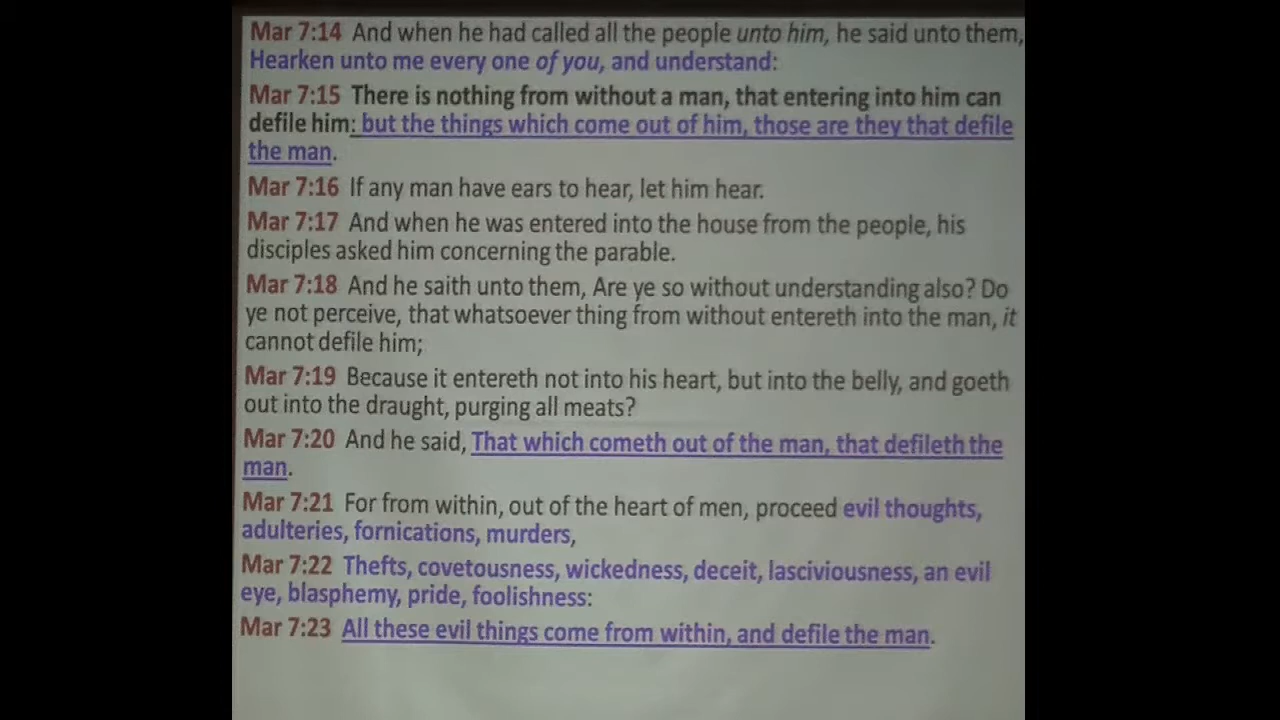 Mar 7:14 And when he had called all the people unto him, he said unto them,
Hearken unto me every one of you, and understand:
Mar 7:15 There is nothing from without a man, that entering into him can
defile him: but the things which come out of him, those are they that defile
the man.
Mar 7:16 If any man have ears to hear, let him hear.
Mar 7:17 And when he was entered into the house from the people, his
disciples asked him concerning the parable.
Mar 7:18 And he saith unto them, Are ye so without understanding also? Do
ye not perceive, that whatsoever thing from without entereth into the man, it
cannot defile him;
Mar 7:19 Because it entereth not into his heart, but into the belly, and goeth
out into the draught, purging all meats?
Mar 7:20 And he said, That which cometh out of the man, that defileth the
man.
Mar 7:21 For from within, out of the heart of men, proceed evil thoughts,
adulteries, fornications, murders,
Mar 7:22 Thefts, covetousness, wickedness, deceit, lasciviousness, an evil
eye, blasphemy, pride, foolishness:
Mar 7:23 All these evil things come from within, and defile the man.